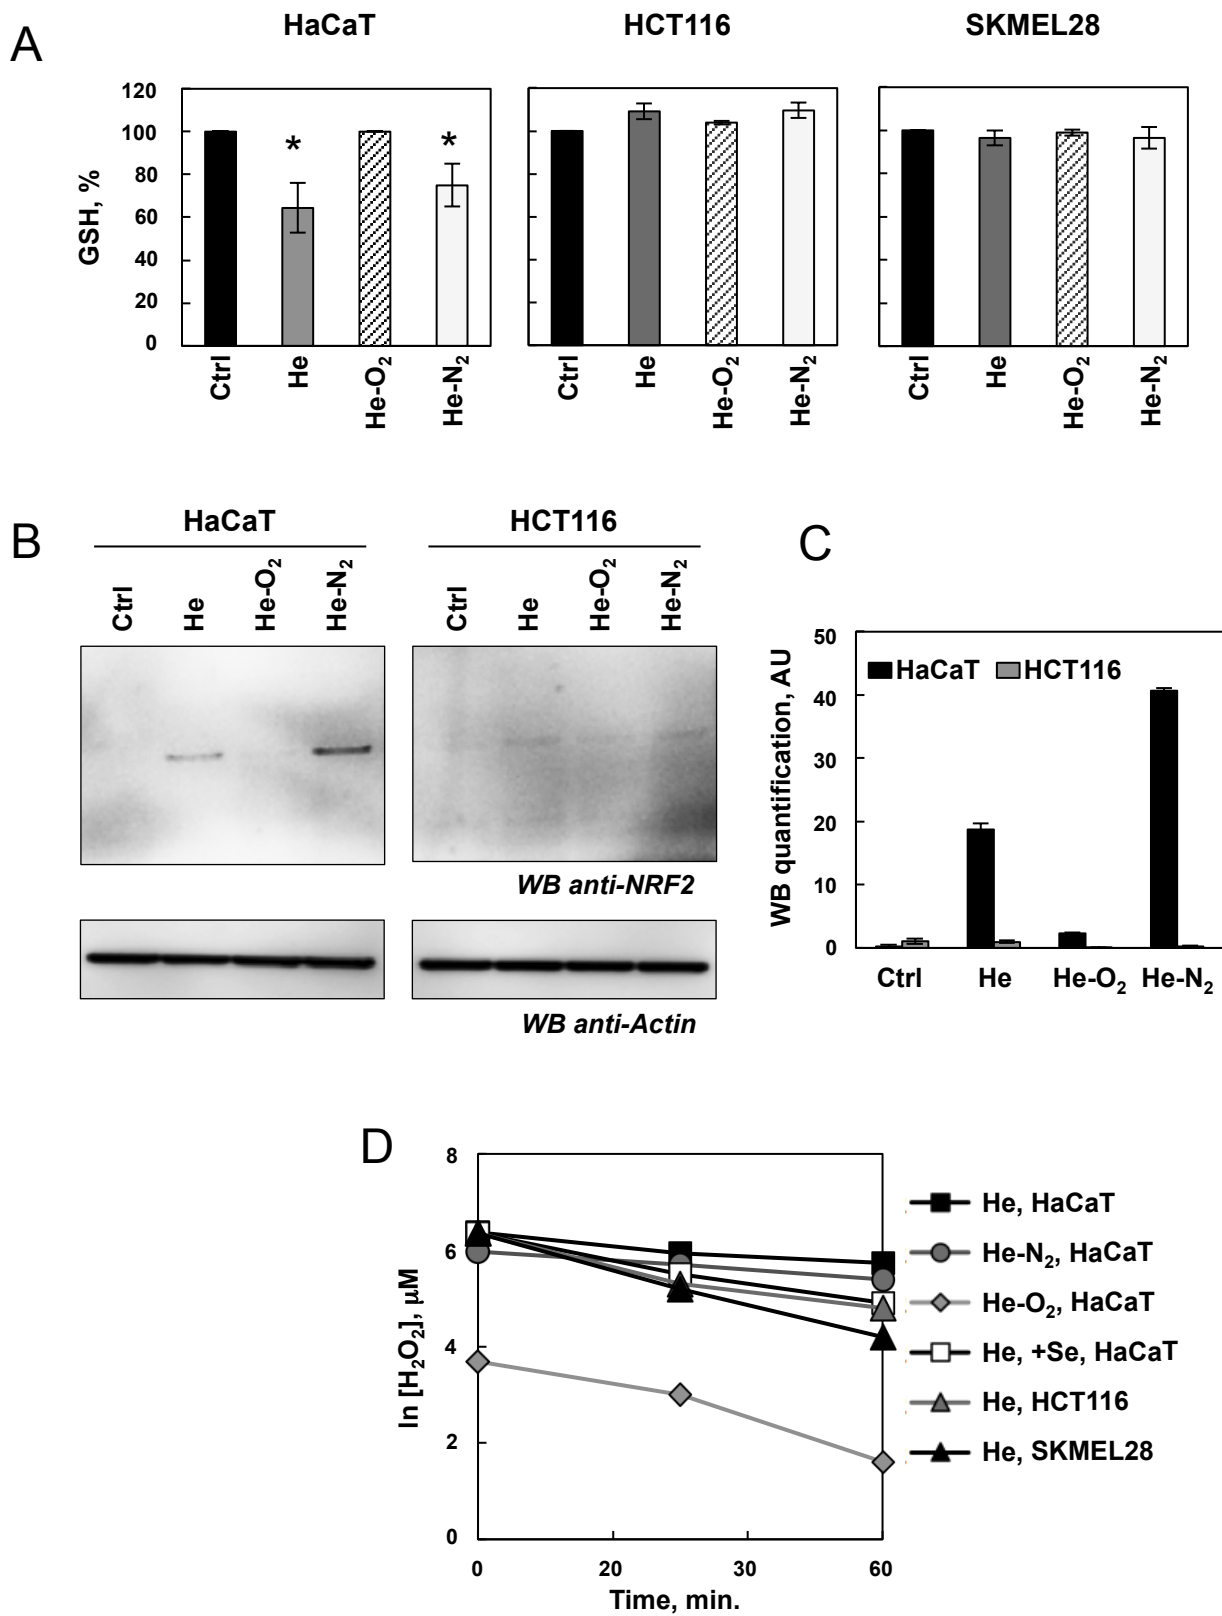 A
HaCaT
HCT116
SKMEL28
GSH, %
120
100
80
60
40
20
0
*
*
Ctrl
He
He-O₂
He-N₂
Ctrl
He
He-O₂
He-N₂
Ctrl
He
He-O₂
He-N₂
B
HaCaT
HCT116
Ctrl
He
He-O₂
He-N₂
Ctrl
He
He-O₂
He-N₂
WB anti-NRF2
WB anti-Actin
C
WB quantification, AU
50
40
30
20
10
0
HaCaT
HCT116
Ctrl
He
He-O₂
He-N₂
D
ln [H₂O₂], µM
8
6
4
2
0
0
20
30
60
Time, min.
He, HaCaT
He-N₂, HaCaT
He-O₂, HaCaT
He, +Se, HaCaT
He, HCT116
He, SKMEL28